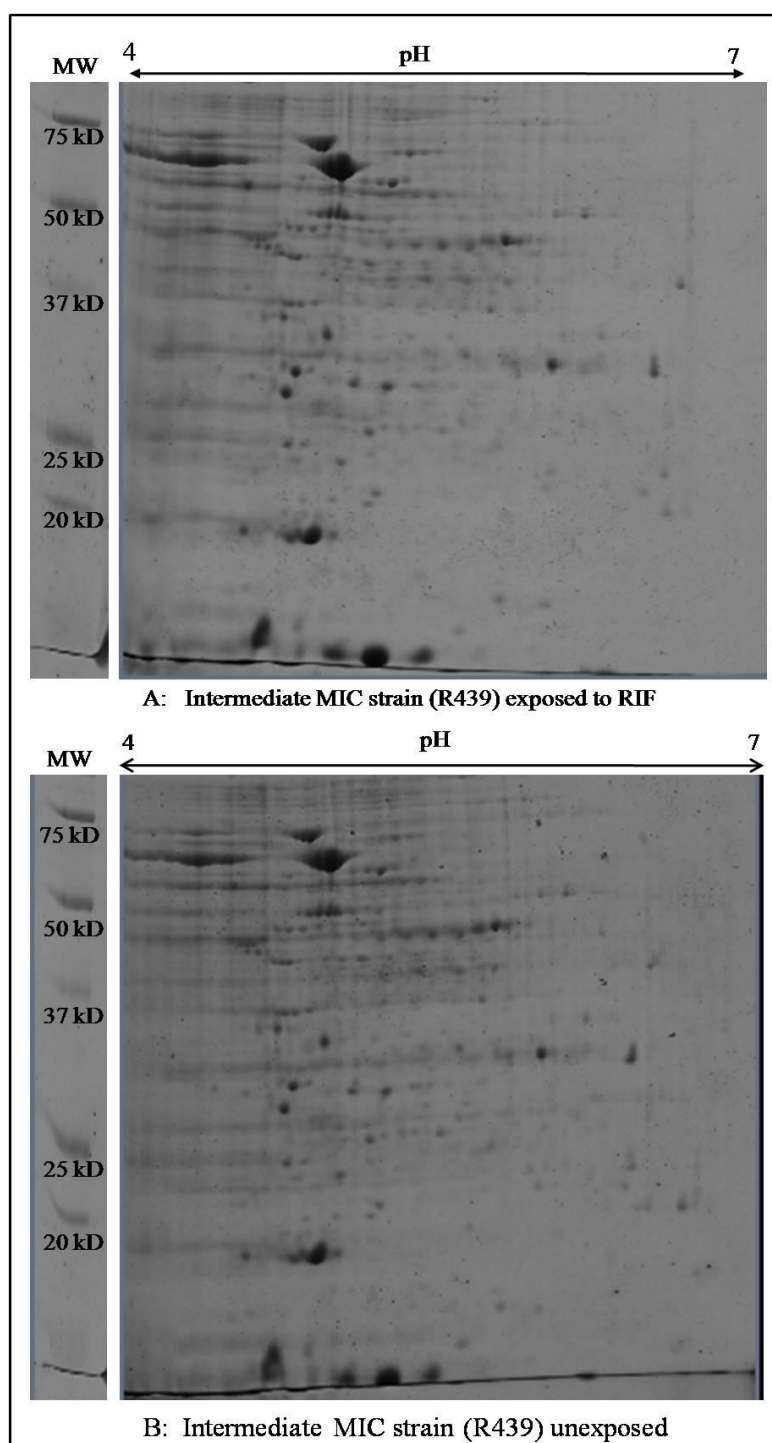 4 pH 7
MW
75 kD
50 kD
37 kD
25 kD
20 kD
A: Intermediate MIC strain (R439) exposed to RIF
4 pH 7
MW
75 kD
50 kD
37 kD
25 kD
20 kD
B: Intermediate MIC strain (R439) unexposed